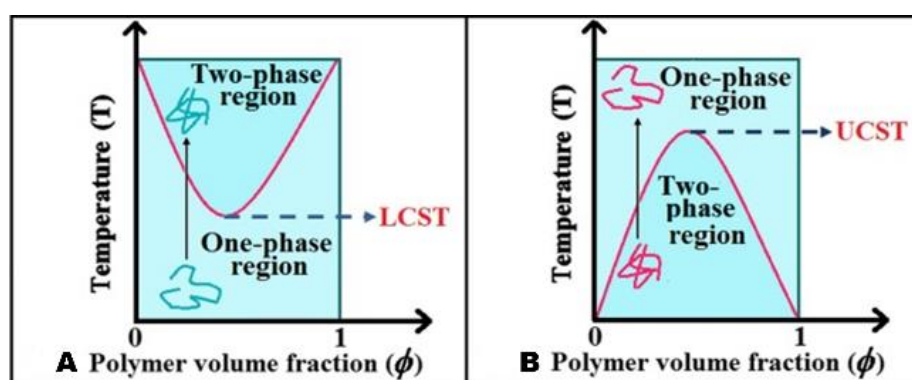 Temperature (T)
Two-phase
region
LCST
One-phase
region
0
1
A Polymer volume fraction (ϕ)
Temperature (T)
One-phase
region
UCST
Two-
phase
region
0
1
B Polymer volume fraction (ϕ)